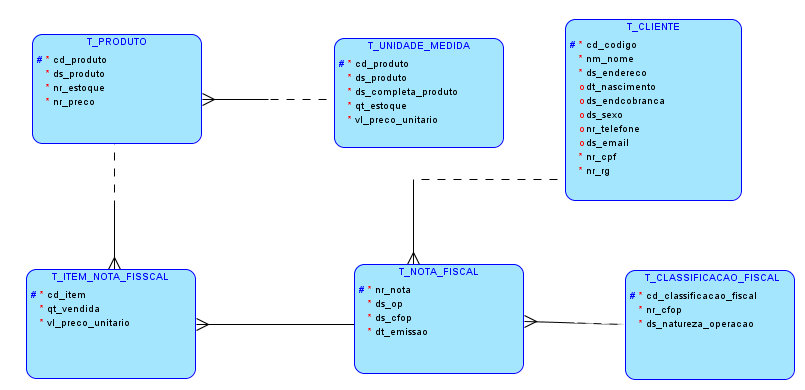 T_PRODUTO
# * cd_produto
* ds_produto
* nr_estoque
* nr_preco
T_UNIDADE_MEDIDA
# * cd_produto
* ds_produto
* ds_completa_produto
* qt_estoque
* vl_preco_unitario
T_CLIENTE
# * cd_codigo
* nm_nome
* ds_endereco
o dt_nascimento
o ds_endcobranca
o ds_sexo
o nr_telefone
o ds_email
* nr_cpf
* nr_rg
T_ITEM_NOTA_FISSCAL
# * cd_item
* qt_vendida
* vl_preco_unitario
T_NOTA_FISCAL
# * nr_nota
* ds_op
* ds_cfop
* dt_emissao
T_CLASSIFICACAO_FISCAL
# * cd_classificacao_fiscal
* nr_cfop
* ds_natureza_operacao